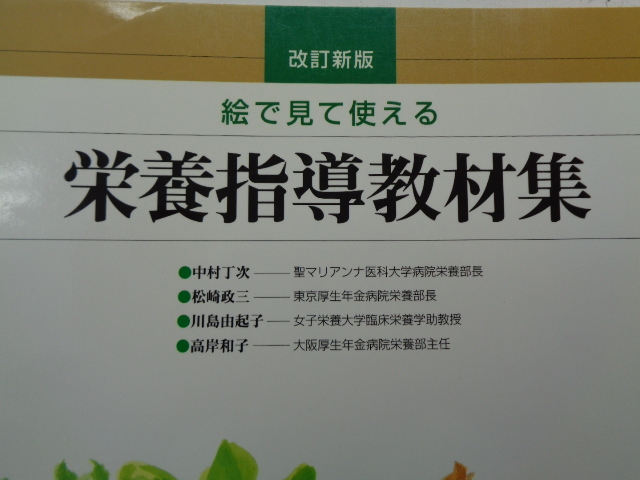 改訂新版
絵で見て使える
栄養指導教材集
●中村丁次――聖マリアンナ医科大学病院栄養部長
●松崎政三――東京厚生年金病院栄養部長
●川島由起子――女子栄養大学臨床栄養学助教授
●高岸和子――大阪厚生年金病院栄養部主任